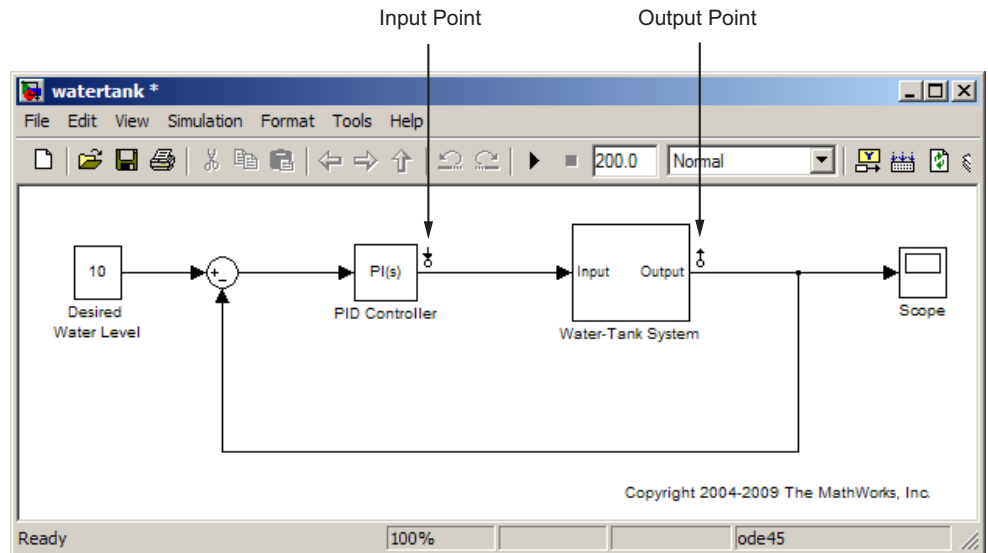 Input Point Output Point
watertank *
File Edit View Simulation Format Tools Help
200.0 Normal
10
+
−
PI(s)
Input Output
Desired
Water Level
PID Controller
Water-Tank System
Scope
Copyright 2004-2009 The MathWorks, Inc.
Ready 100% ode45